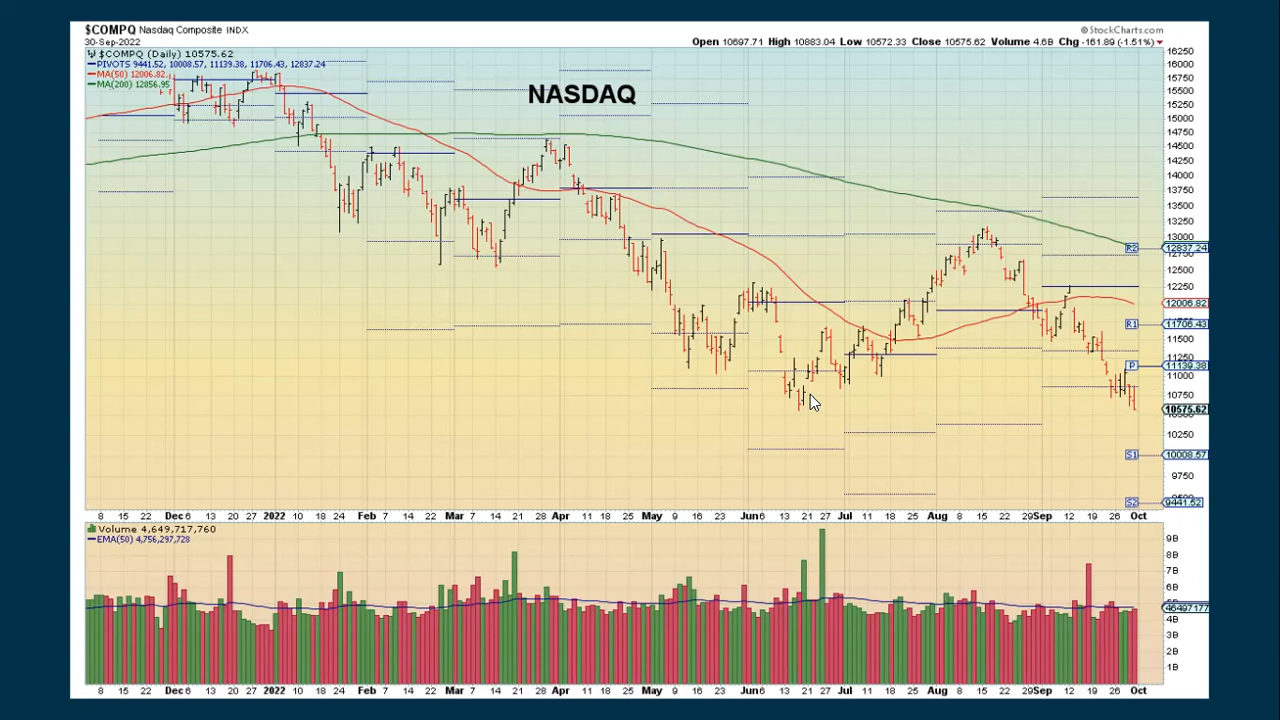 $COMPQ Nasdaq Composite INDX
© StockCharts.com
30-Sep-2022
Open 10697.71 High 10883.04 Low 10572.33 Close 10575.62 Volume 4.6B Chg -161.89 (-1.51%)
$COMPQ (Daily) 10575.62
PIVOTS 9441.52, 10008.57, 11139.38, 11706.43, 12837.24
MA(50) 12006.82
MA(200) 12856.95
NASDAQ
16250
16000
15750
15500
15250
15000
14750
14500
14250
14000
13750
13500
13250
13000
R2 12837.24
12750
12500
12250
12006.82
R1 11706.43
11500
11250
P 11139.38
11000
10750
10575.62
10250
S1 10008.57
9750
S2 9441.52
8 15 22 Dec 6 13 20 27 2022 10 18 24 Feb 7 14 22 Mar 7 14 21 28 Apr 11 18 25 May 9 16 23 Jun 6 13 21 27 Jul 11 18 25 Aug 8 15 22 29 Sep 12 19 26 Oct
Volume 4,649,717,760
EMA(50) 4,756,297,728
9B
8B
7B
6B
4B
3B
2B
1B
8 15 22 Dec 6 13 20 27 2022 10 18 24 Feb 7 14 22 Mar 7 14 21 28 Apr 11 18 25 May 9 16 23 Jun 6 13 21 27 Jul 11 18 25 Aug 8 15 22 29 Sep 12 19 26 Oct